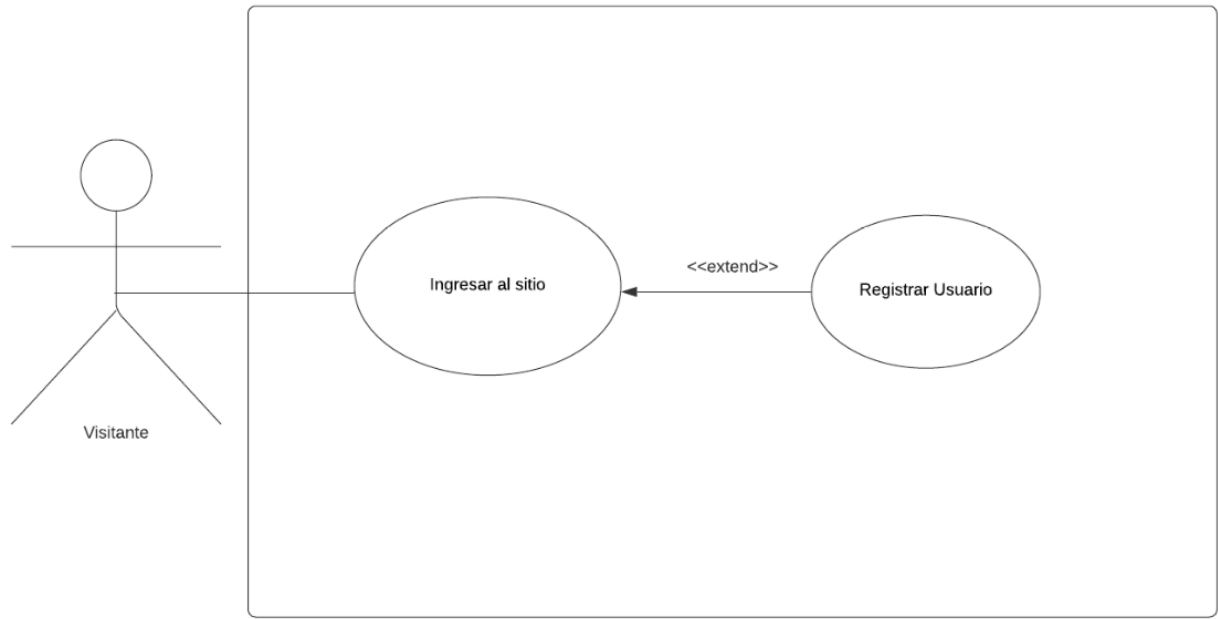 <<extend>>
Ingresar al sitio
Registrar Usuario
Visitante